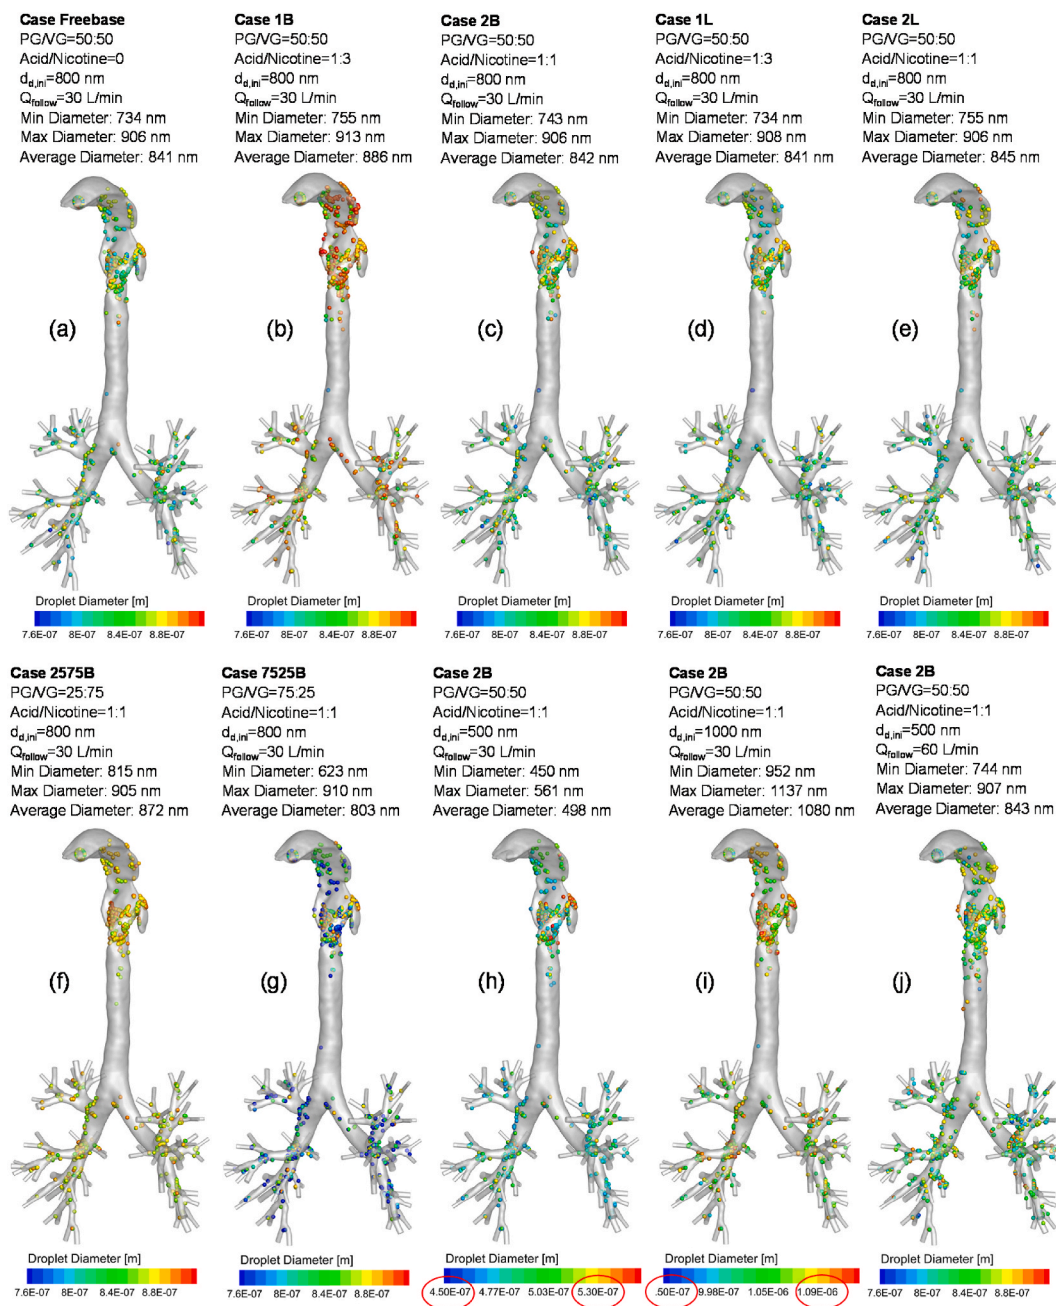 Case Freebase
PG/VG=50:50
Acid/Nicotine=0
dd,ini=800 nm
Qfollow=30 L/min
Min Diameter: 734 nm
Max Diameter: 906 nm
Average Diameter: 841 nm
Case 1B
PG/VG=50:50
Acid/Nicotine=1:3
dd,ini=800 nm
Qfollow=30 L/min
Min Diameter: 755 nm
Max Diameter: 913 nm
Average Diameter: 886 nm
Case 2B
PG/VG=50:50
Acid/Nicotine=1:1
dd,ini=800 nm
Qfollow=30 L/min
Min Diameter: 743 nm
Max Diameter: 906 nm
Average Diameter: 842 nm
Case 1L
PG/VG=50:50
Acid/Nicotine=1:3
dd,ini=800 nm
Qfollow=30 L/min
Min Diameter: 734 nm
Max Diameter: 908 nm
Average Diameter: 841 nm
Case 2L
PG/VG=50:50
Acid/Nicotine=1:1
dd,ini=800 nm
Qfollow=30 L/min
Min Diameter: 755 nm
Max Diameter: 906 nm
Average Diameter: 845 nm
(a)
(b)
(c)
(d)
(e)
Droplet Diameter [m]
7.6E-07 8E-07 8.4E-07 8.8E-07
Droplet Diameter [m]
7.6E-07 8E-07 8.4E-07 8.8E-07
Droplet Diameter [m]
7.6E-07 8E-07 8.4E-07 8.8E-07
Droplet Diameter [m]
7.6E-07 8E-07 8.4E-07 8.8E-07
Droplet Diameter [m]
7.6E-07 8E-07 8.4E-07 8.8E-07
Case 2575B
PG/VG=25:75
Acid/Nicotine=1:1
dd,ini=800 nm
Qfollow=30 L/min
Min Diameter: 815 nm
Max Diameter: 905 nm
Average Diameter: 872 nm
Case 7525B
PG/VG=75:25
Acid/Nicotine=1:1
dd,ini=800 nm
Qfollow=30 L/min
Min Diameter: 623 nm
Max Diameter: 910 nm
Average Diameter: 803 nm
Case 2B
PG/VG=50:50
Acid/Nicotine=1:1
dd,ini=500 nm
Qfollow=30 L/min
Min Diameter: 450 nm
Max Diameter: 561 nm
Average Diameter: 498 nm
Case 2B
PG/VG=50:50
Acid/Nicotine=1:1
dd,ini=1000 nm
Qfollow=30 L/min
Min Diameter: 952 nm
Max Diameter: 1137 nm
Average Diameter: 1080 nm
Case 2B
PG/VG=50:50
Acid/Nicotine=1:1
dd,ini=500 nm
Qfollow=60 L/min
Min Diameter: 744 nm
Max Diameter: 907 nm
Average Diameter: 843 nm
(f)
(g)
(h)
(i)
(j)
Droplet Diameter [m]
7.6E-07 8E-07 8.4E-07 8.8E-07
Droplet Diameter [m]
7.6E-07 8E-07 8.4E-07 8.8E-07
Droplet Diameter [m]
4.50E-07 4.77E-07 5.03E-07 5.30E-07
Droplet Diameter [m]
.50E-07 9.98E-07 1.05E-06 1.09E-06
Droplet Diameter [m]
7.6E-07 8E-07 8.4E-07 8.8E-07